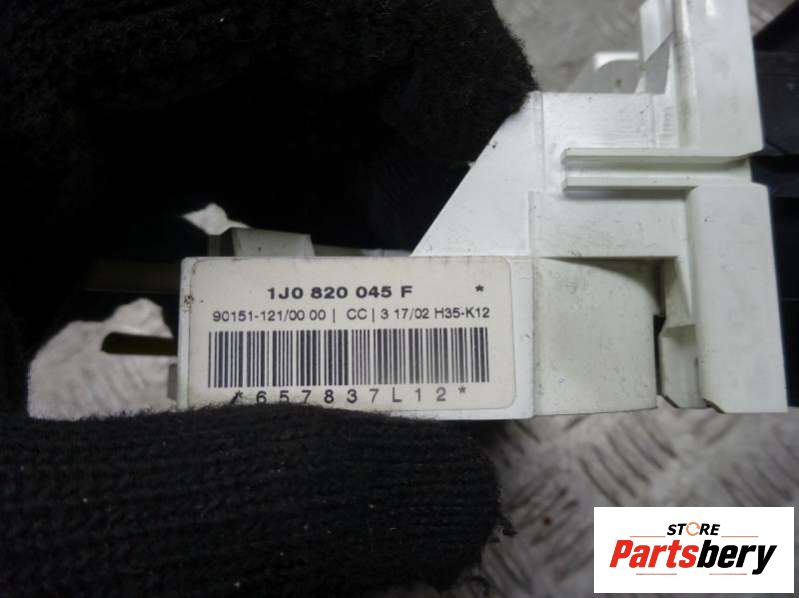 1J0 820 045 F *
90151-121/00 00 | CC | 3 17/02 H35-K12
*657837L12*
STORE
Partsbery